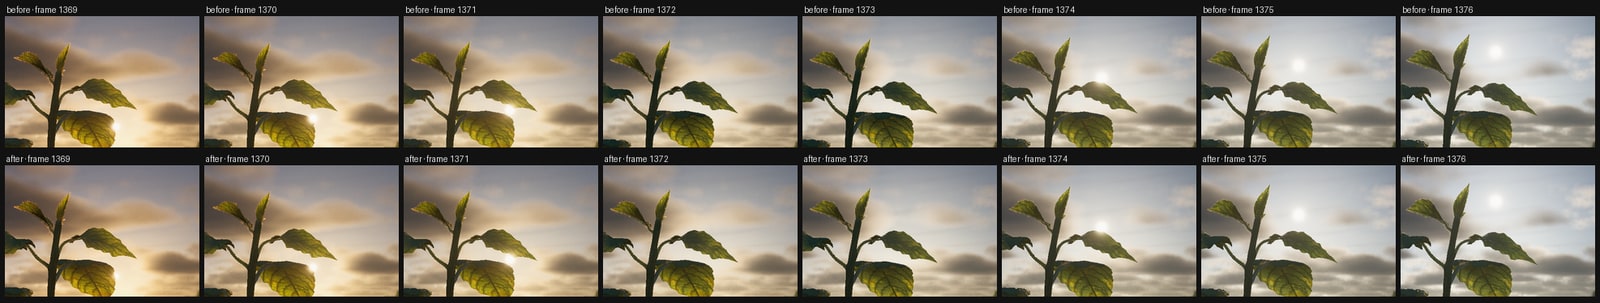 before·frame 1369
before·frame 1370
before·frame 1371
before·frame 1372
before·frame 1373
before·frame 1374
before·frame 1375
before·frame 1376
after·frame 1369
after·frame 1370
after·frame 1371
after·frame 1372
after·frame 1373
after·frame 1374
after·frame 1375
after·frame 1376